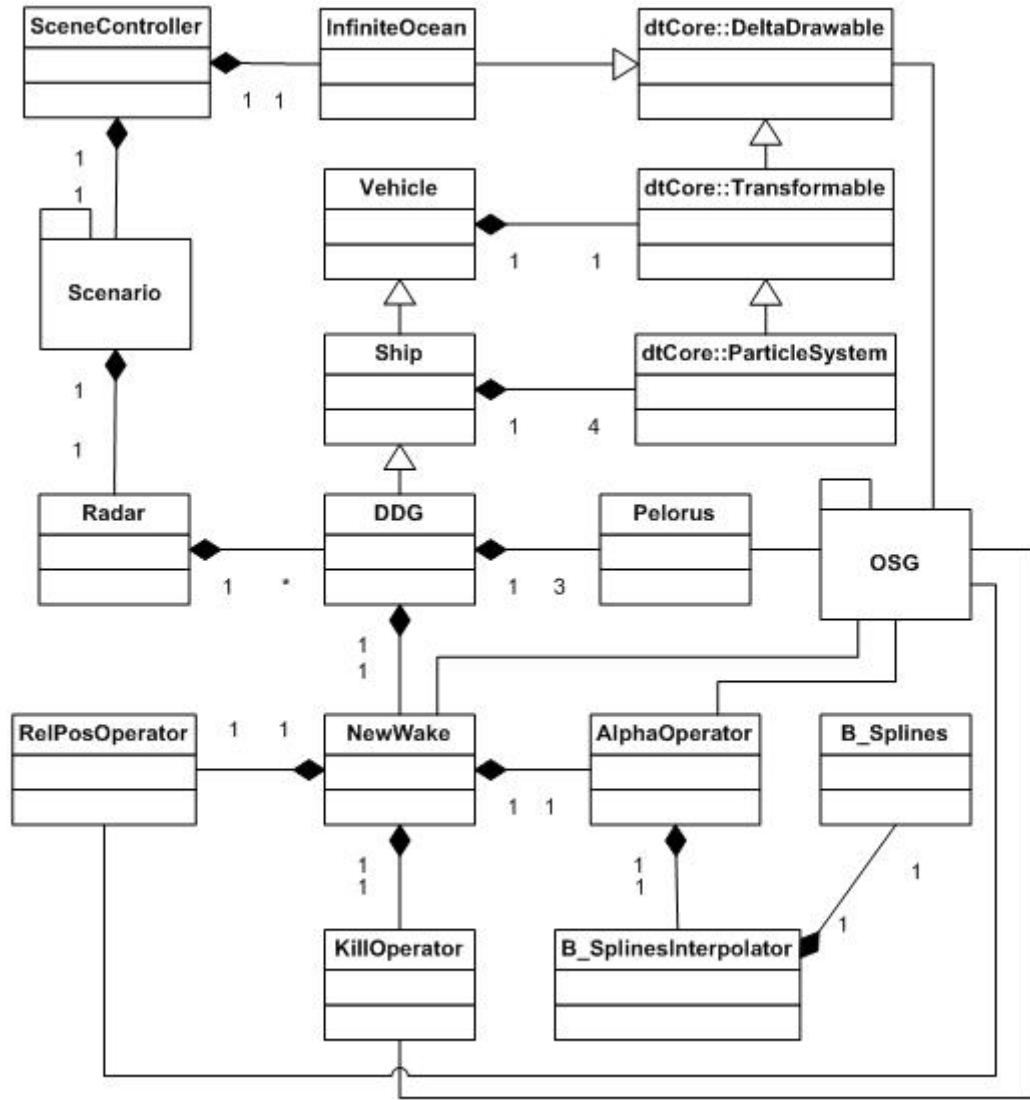 SceneController
InfiniteOcean
dtCore::DeltaDrawable
1 1
1
1
Vehicle
dtCore::Transformable
1 1
Scenario
Ship
dtCore::ParticleSystem
1
1 4
1
Radar
DDG
Pelorus
OSG
1 *
1 3
1
1
RelPosOperator
1 1
NewWake
AlphaOperator
B_Splines
1 1
1
1
1
1
1
1
KillOperator
B_SplinesInterpolator